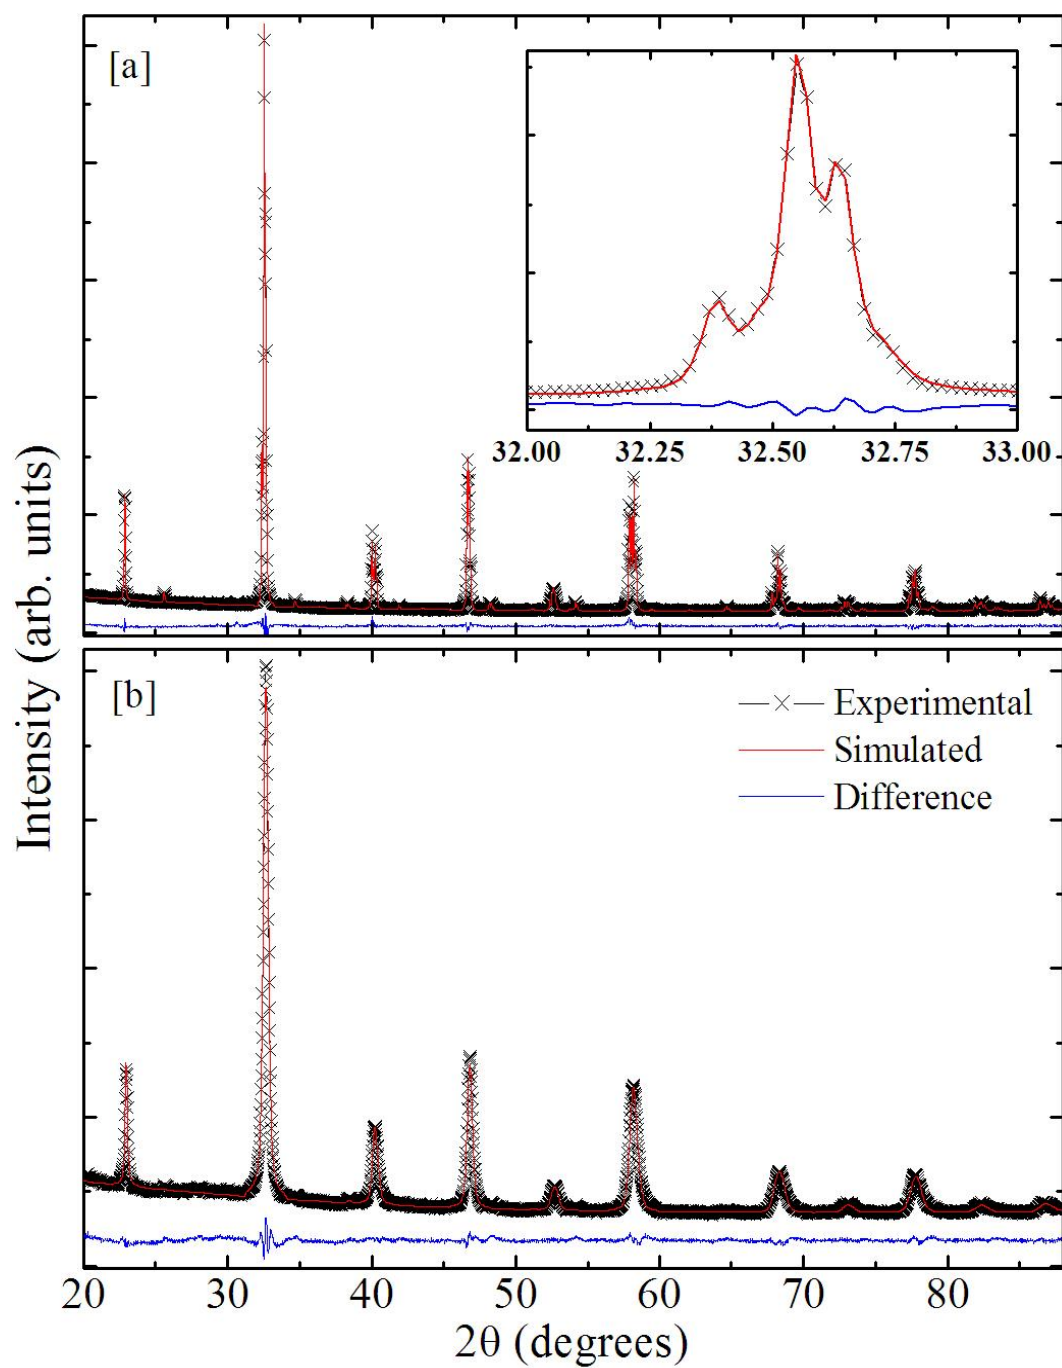 [a]
32.00 32.25 32.50 32.75 33.00
[b]
Experimental
Simulated
Difference
Intensity (arb. units)
20 30 40 50 60 70 80
2θ (degrees)